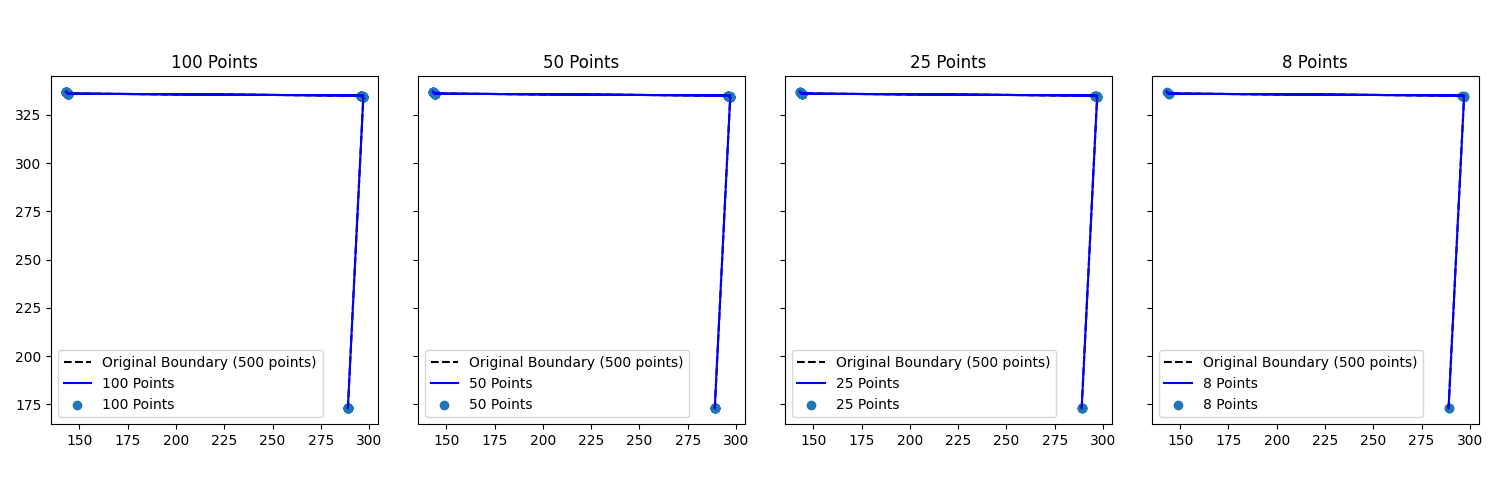 100 Points
50 Points
25 Points
8 Points
325
300
275
250
225
200
175
Original Boundary (500 points)
100 Points
100 Points
Original Boundary (500 points)
50 Points
50 Points
Original Boundary (500 points)
25 Points
25 Points
Original Boundary (500 points)
8 Points
8 Points
150 175 200 225 250 275 300
150 175 200 225 250 275 300
150 175 200 225 250 275 300
150 175 200 225 250 275 300